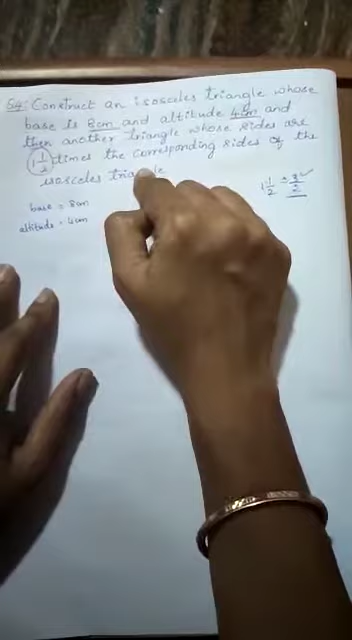 54. Construct an isosceles triangle whose
base is 8cm and altitude 4cm and
then another triangle whose sides are
1 1/2 times the corresponding sides of the
isosceles triangle
1 1/2 = 3/2 ✓
base = 8cm
altitude = 4cm